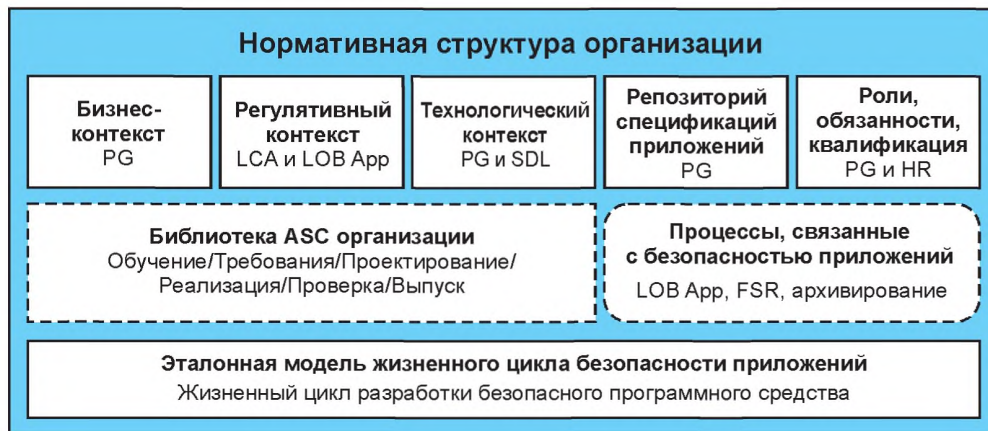 Нормативная структура организации
Бизнес-
контекст
PG
Регулятивный
контекст
LCA и LOB App
Технологический
контекст
PG и SDL
Репозиторий
спецификаций
приложений
PG
Роли,
обязанности,
квалификация
PG и HR
Библиотека ASC организации
Обучение/Требования/Проектирование/
Реализация/Проверка/Выпуск
Процессы, связанные
с безопасностью приложений
LOB App, FSR, архивирование
Эталонная модель жизненного цикла безопасности приложений
Жизненный цикл разработки безопасного программного средства